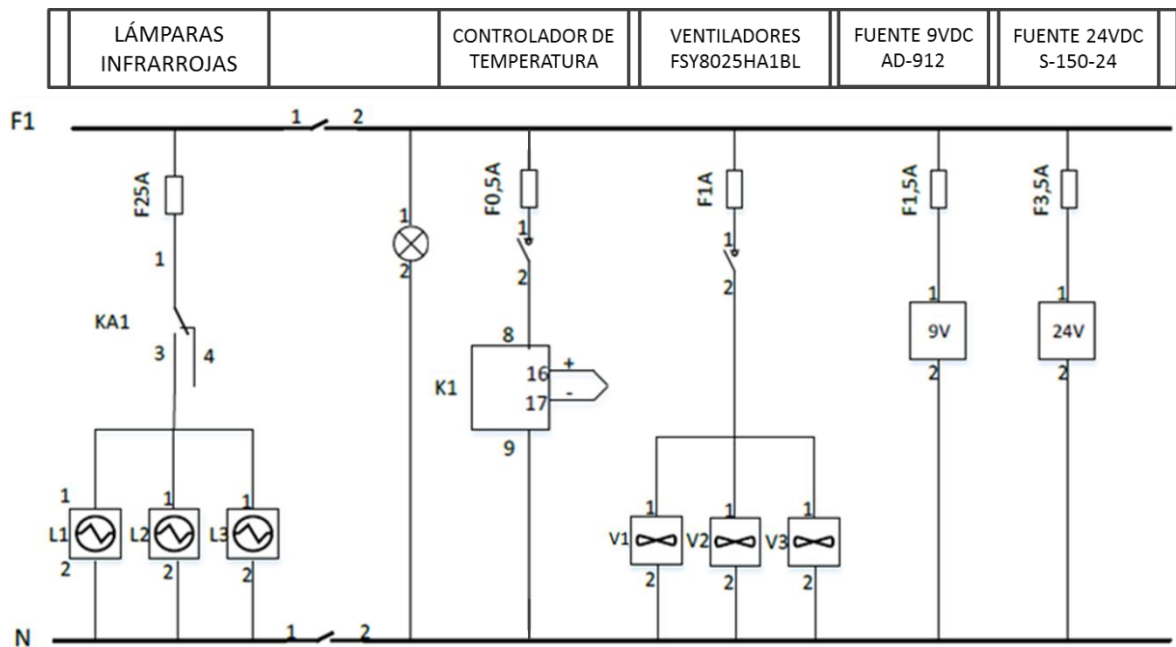 LÁMPARAS
INFRARROJAS
CONTROLADOR DE
TEMPERATURA
VENTILADORES
FSY8025HA1BL
FUENTE 9VDC
AD-912
FUENTE 24VDC
S-150-24
F1
1 2
F25A
F0,5A
F1A
F1,5A
F3,5A
1
1
1
2
2
2
1
KA1
3 4
8
K1
16 +
17 -
9
1
9V
2
1
24V
2
1 1 1
L1 L2 L3
2 2 2
1 1 1
V1 V2 V3
2 2 2
N
1 2